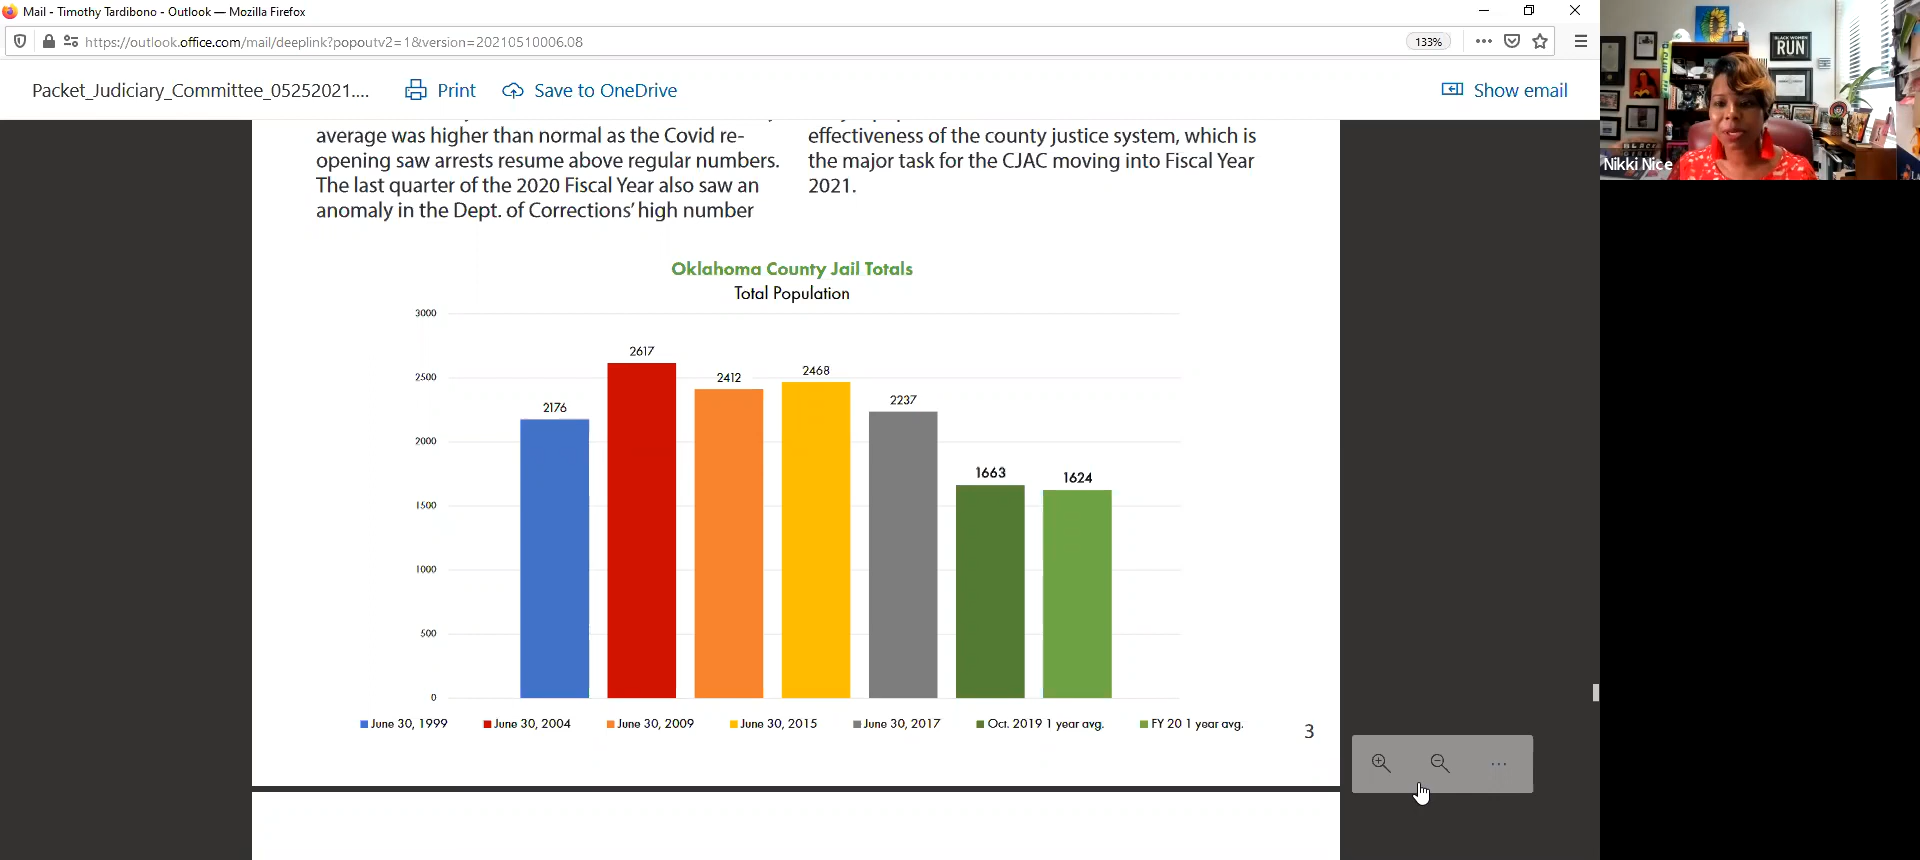 Mail - Timothy Tardibono - Outlook — Mozilla Firefox
https://outlook.office.com/mail/deeplink?popoutv2=1&version=20210510006.08
133%
Packet_Judiciary_Committee_05252021....
Print
Save to OneDrive
Show email
average was higher than normal as the Covid re-
opening saw arrests resume above regular numbers.
The last quarter of the 2020 Fiscal Year also saw an
anomaly in the Dept. of Corrections' high number
effectiveness of the county justice system, which is
the major task for the CJAC moving into Fiscal Year
2021.
Oklahoma County Jail Totals
Total Population
3000
2500
2000
1500
1000
500
0
2176
2617
2412
2468
2237
1663
1624
June 30, 1999
June 30, 2004
June 30, 2009
June 30, 2015
June 30, 2017
Oct. 2019 1 year avg.
FY 20 1 year avg.
3
BLACK WOMEN
RUN
Nikki Nice